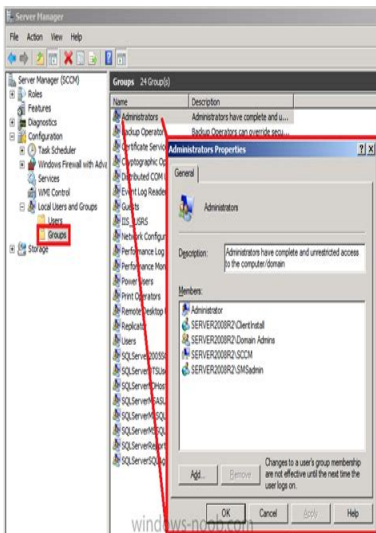 Server Manager
File Action View Help
Server Manager (SCCM)
Roles
Features
Diagnostics
Configuration
Task Scheduler
Windows Firewall with Adva
Services
WMI Control
Local Users and Groups
Users
Groups
Storage
Groups 24 Group(s)
Name Description
Administrators Administrators have complete and u...
Backup Operator Backup Operators can override secu...
Certificate Servic
Cryptographic Op
Distributed COM U
Event Log Reader
Guests
IIS_IUSRS
Network Configur
Performance Log
Performance Mon
Power Users
Print Operators
Remote Desktop U
Replicator
Users
Administrators Properties
General
Administrators
Description:
Administrators have complete and unrestricted access
to the computer/domain
Members:
Administrator
SERVER2008R2\ClientInstall
SERVER2008R2\Domain Admins
SERVER2008R2\SCCM
SERVER2008R2\SMSadmin
Add... Remove
Changes to a user's group membership
are not effective until the next time the
user logs on.
OK Cancel Apply Help
windows-noob.com